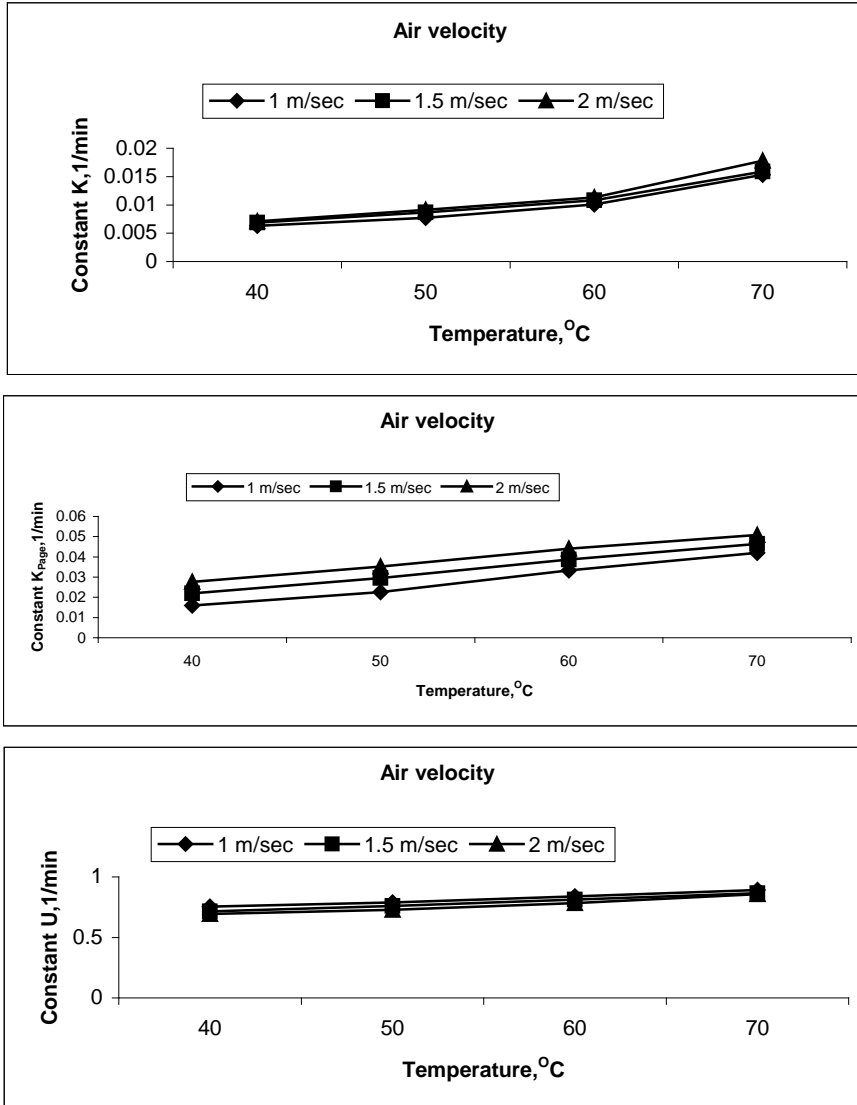 Air velocity
1 m/sec 1.5 m/sec 2 m/sec
0.02
0.015
0.01
0.005
0
Constant K,1/min
40 50 60 70
Temperature,OC
Air velocity
1 m/sec 1.5 m/sec 2 m/sec
0.06
0.05
0.04
0.03
0.02
0.01
0
Constant KPage,1/min
40 50 60 70
Temperature,OC
Air velocity
1 m/sec 1.5 m/sec 2 m/sec
1
0.5
0
Constant U,1/min
40 50 60 70
Temperature,OC